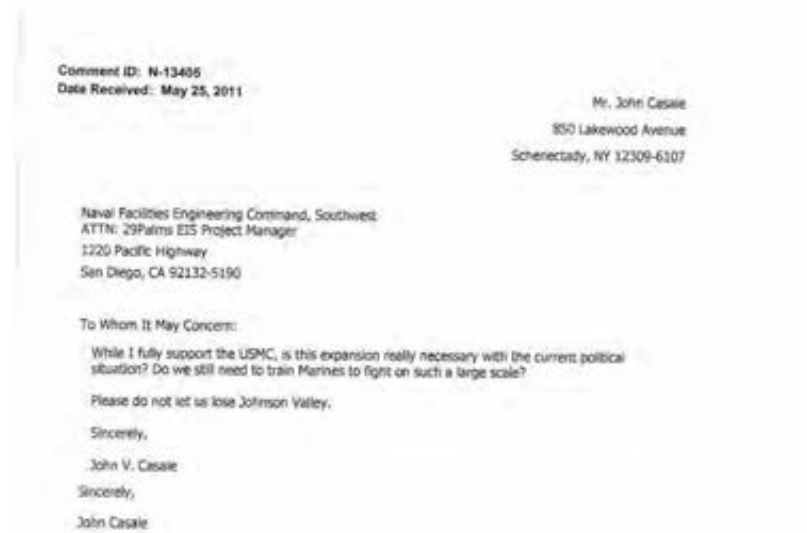 Comment ID: N-13405
Date Received: May 25, 2011
Mr. John Casale
850 Lakewood Avenue
Schenectady, NY 12309-6107
Naval Facilities Engineering Command, Southwest
ATTN: 29Palms EIS Project Manager
1220 Pacific Highway
San Diego, CA 92132-5190
To Whom It May Concern:
While I fully support the USMC, is this expansion really necessary with the current political
situation? Do we still need to train Marines to fight on such a large scale?
Please do not let us lose Johnson Valley.
Sincerely,
John V. Casale
Sincerely,
John Casale